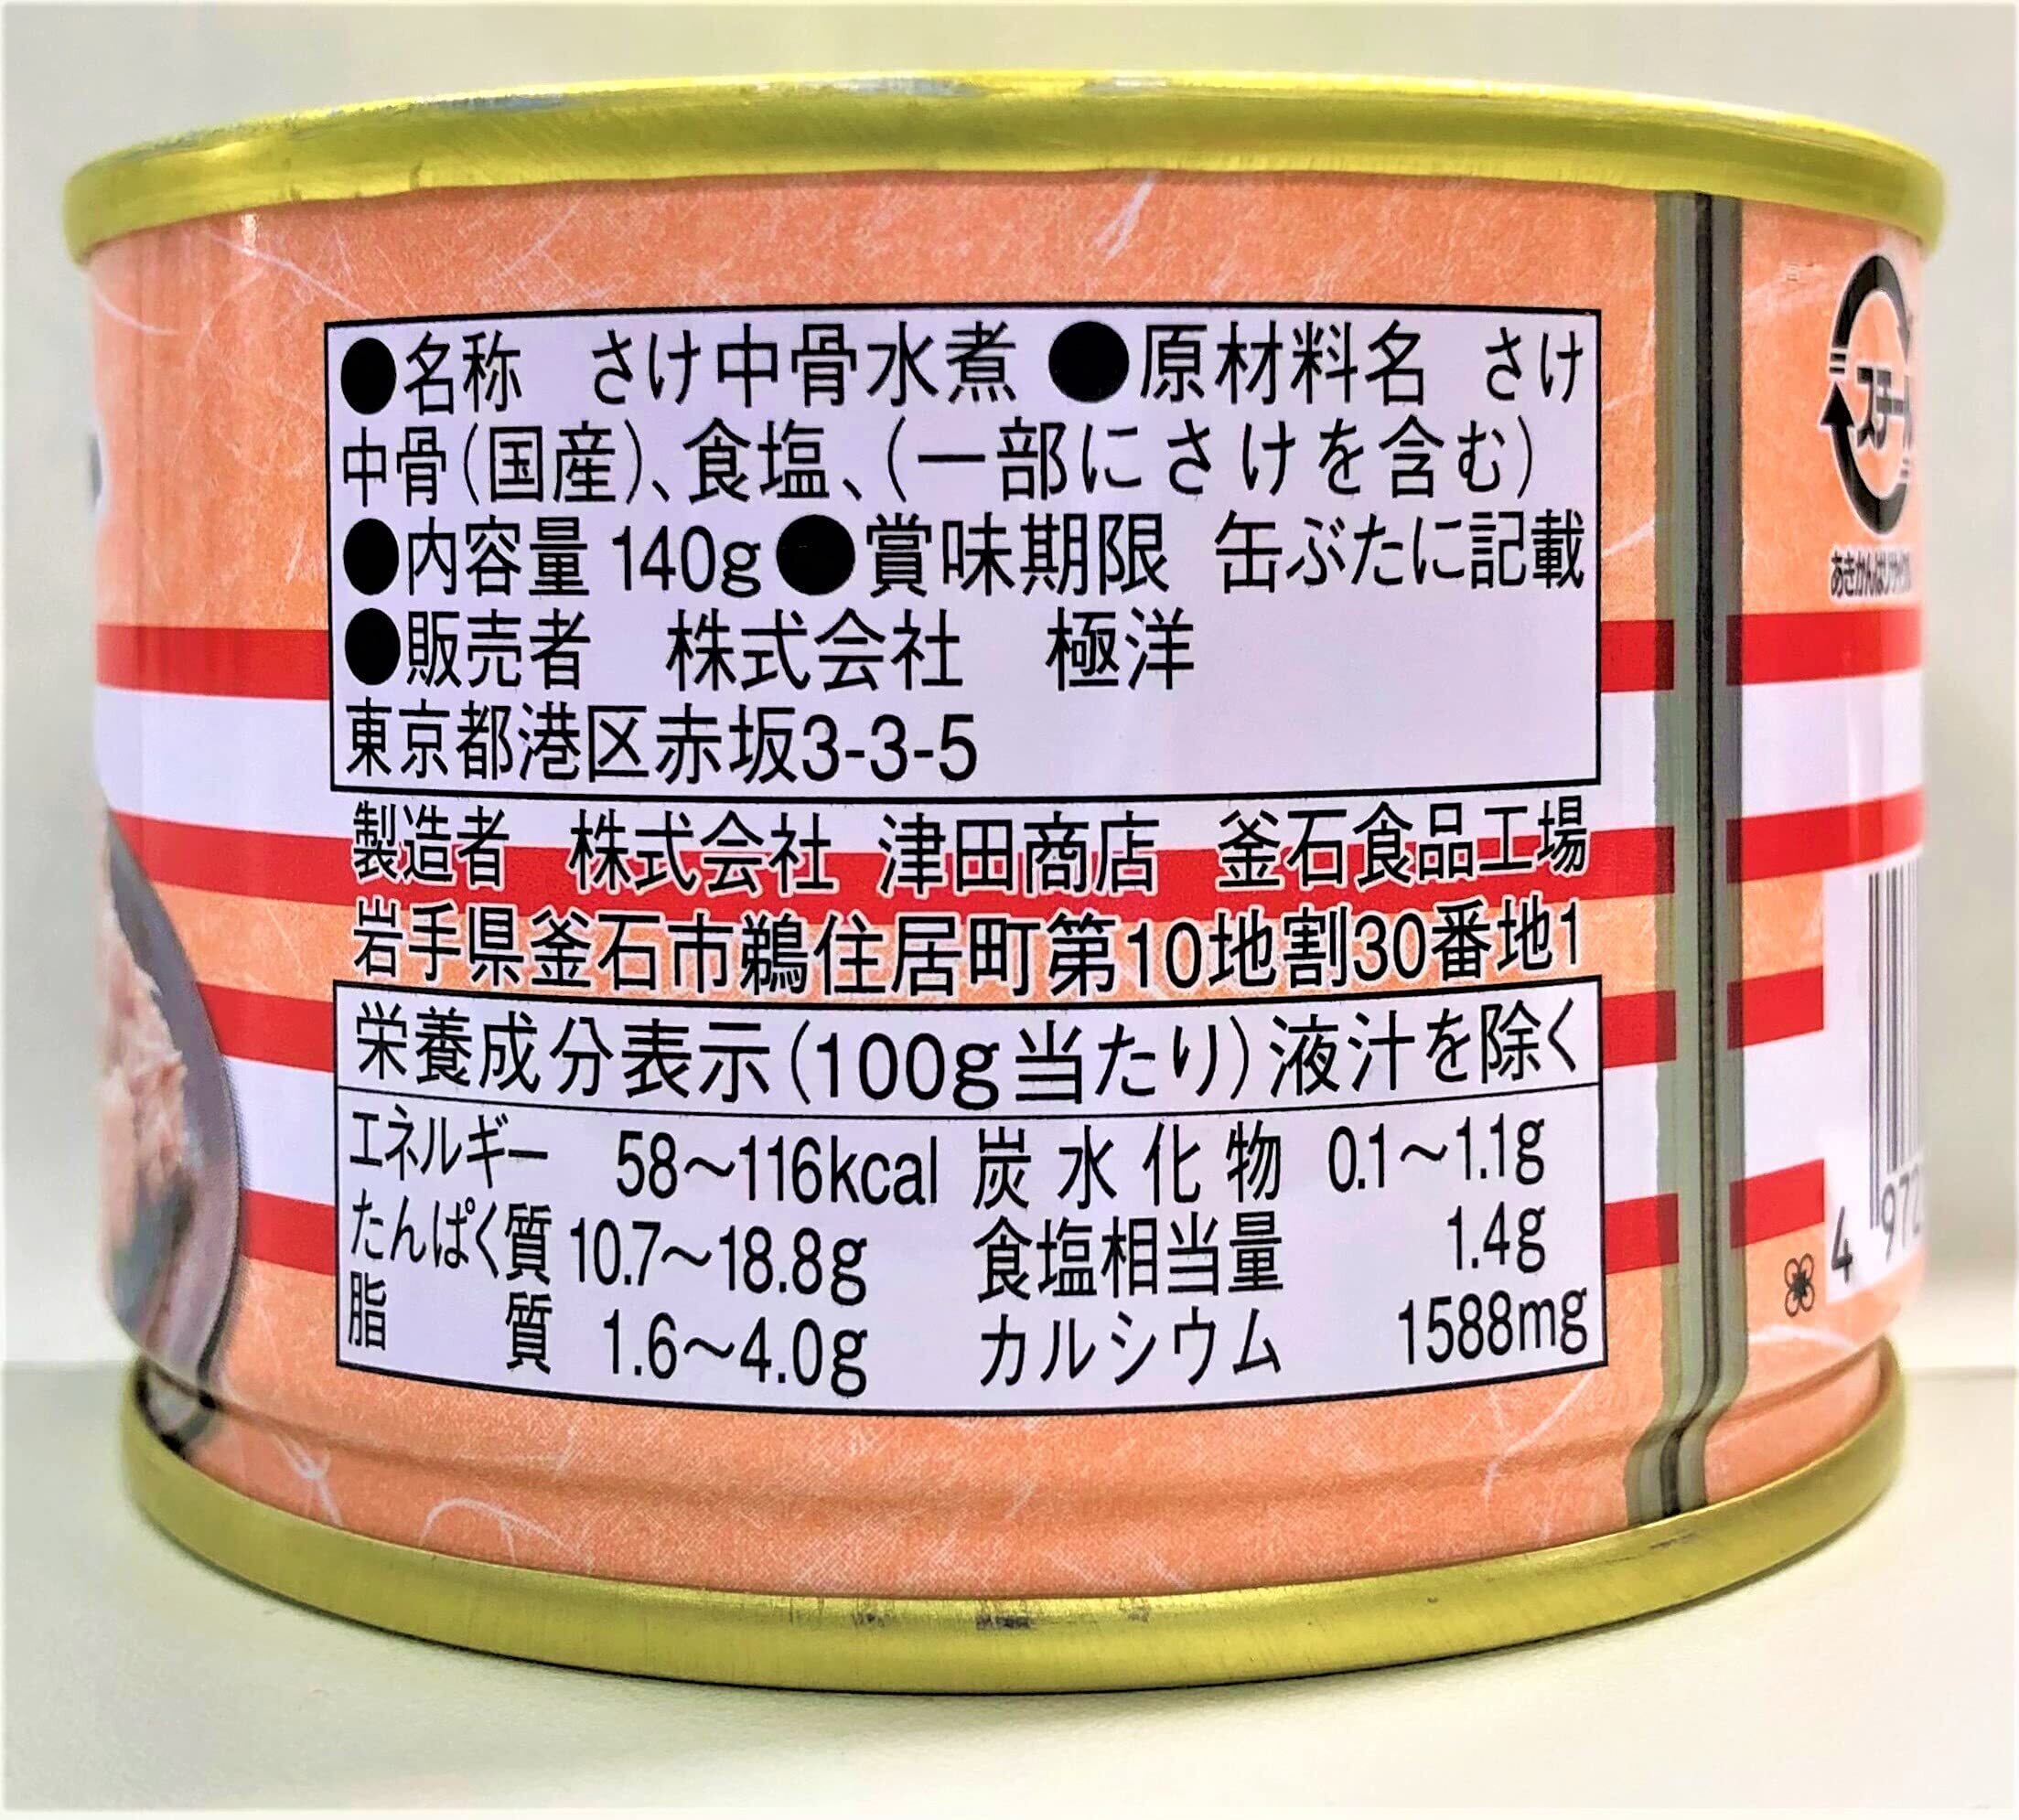 ●名称 さけ中骨水煮 ●原材料名 さけ
中骨(国産)、食塩、(一部にさけを含む)
●内容量 140g ●賞味期限 缶ぶたに記載
●販売者 株式会社 極洋
東京都港区赤坂3-3-5
製造者 株式会社 津田商店 釜石食品工場
岩手県釜石市鵜住居町第10地割30番地1
栄養成分表示(100g当たり)液汁を除く
エネルギー 58～116kcal 炭水化物 0.1～1.1g
たんぱく質 10.7～18.8g 食塩相当量 1.4g
脂質 1.6～4.0g カルシウム 1588mg
スチール
4 972